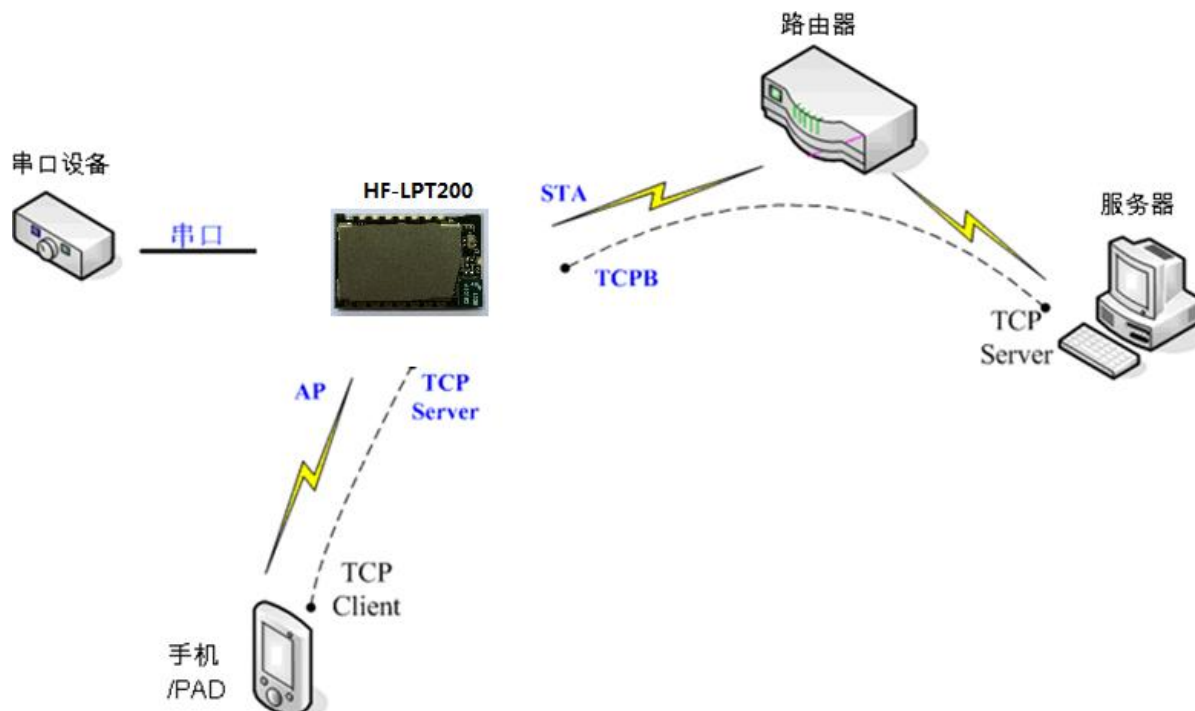 路由器
串口设备
HF-LPT200
STA
串口
服务器
TCPB
TCP
Server
TCP
Server
AP
TCP
Client
手机
/PAD